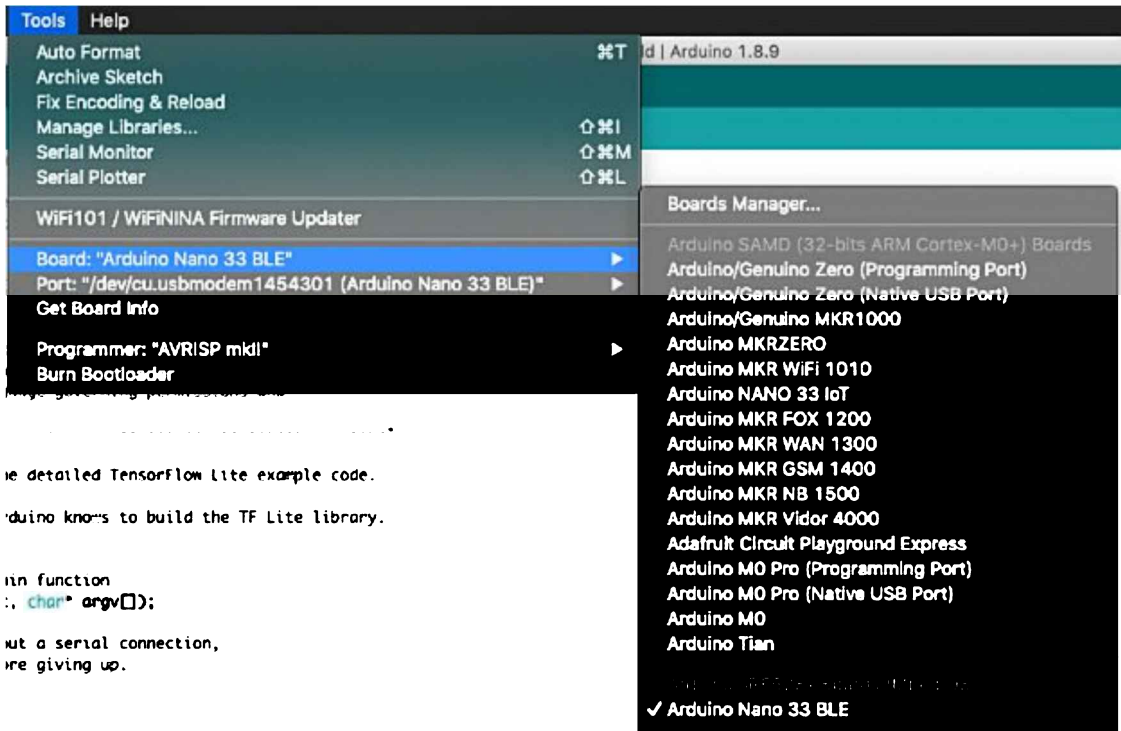 Tools Help
Auto Format ⌘T
Archive Sketch
Fix Encoding & Reload
Manage Libraries... ⇧⌘I
Serial Monitor ⇧⌘M
Serial Plotter ⇧⌘L
WiFi101 / WiFiNINA Firmware Updater
Board: "Arduino Nano 33 BLE"
Port: "/dev/cu.usbmodem1454301 (Arduino Nano 33 BLE)"
Get Board Info
Programmer: "AVRISP mkII"
Burn Bootloader
ld | Arduino 1.8.9
Boards Manager...
Arduino SAMD (32-bits ARM Cortex-M0+) Boards
Arduino/Genuino Zero (Programming Port)
Arduino/Genuino Zero (Native USB Port)
Arduino/Genuino MKR1000
Arduino MKRZERO
Arduino MKR WiFi 1010
Arduino NANO 33 IoT
Arduino MKR FOX 1200
Arduino MKR WAN 1300
Arduino MKR GSM 1400
Arduino MKR NB 1500
Arduino MKR Vidor 4000
Adafruit Circuit Playground Express
Arduino M0 Pro (Programming Port)
Arduino M0 Pro (Native USB Port)
Arduino M0
Arduino Tian
✓ Arduino Nano 33 BLE
detailed TensorFlow Lite example code.
duino knows to build the TF Lite library.
in function
, char* argv[]);
ut a serial connection,
re giving up.